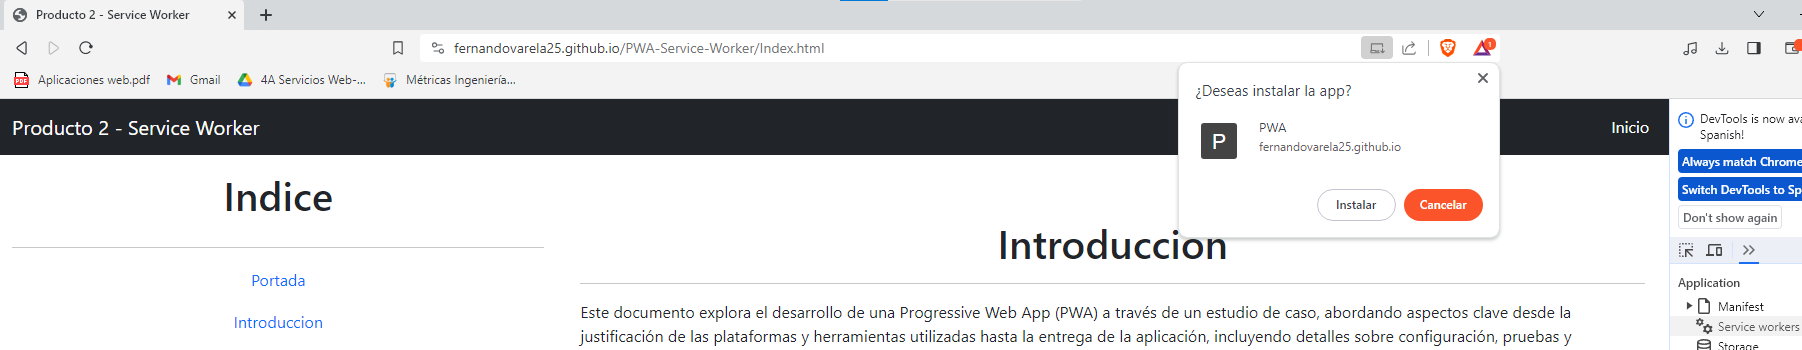 Producto 2 - Service Worker
fernandovarela25.github.io/PWA-Service-Worker/Index.html
1
PDF
Aplicaciones web.pdf
Gmail
4A Servicios Web-...
Métricas Ingeniería...
¿Deseas instalar la app?
P
PWA
fernandovarela25.github.io
Instalar
Cancelar
Producto 2 - Service Worker
Inicio
Indice
Portada
Introduccion
Introduccion
Este documento explora el desarrollo de una Progressive Web App (PWA) a través de un estudio de caso, abordando aspectos clave desde la
justificación de las plataformas y herramientas utilizadas hasta la entrega de la aplicación, incluyendo detalles sobre configuración, pruebas y
DevTools is now ava
Spanish!
Always match Chrome
Switch DevTools to Sp
Don't show again
Application
Manifest
Service workers
Storage